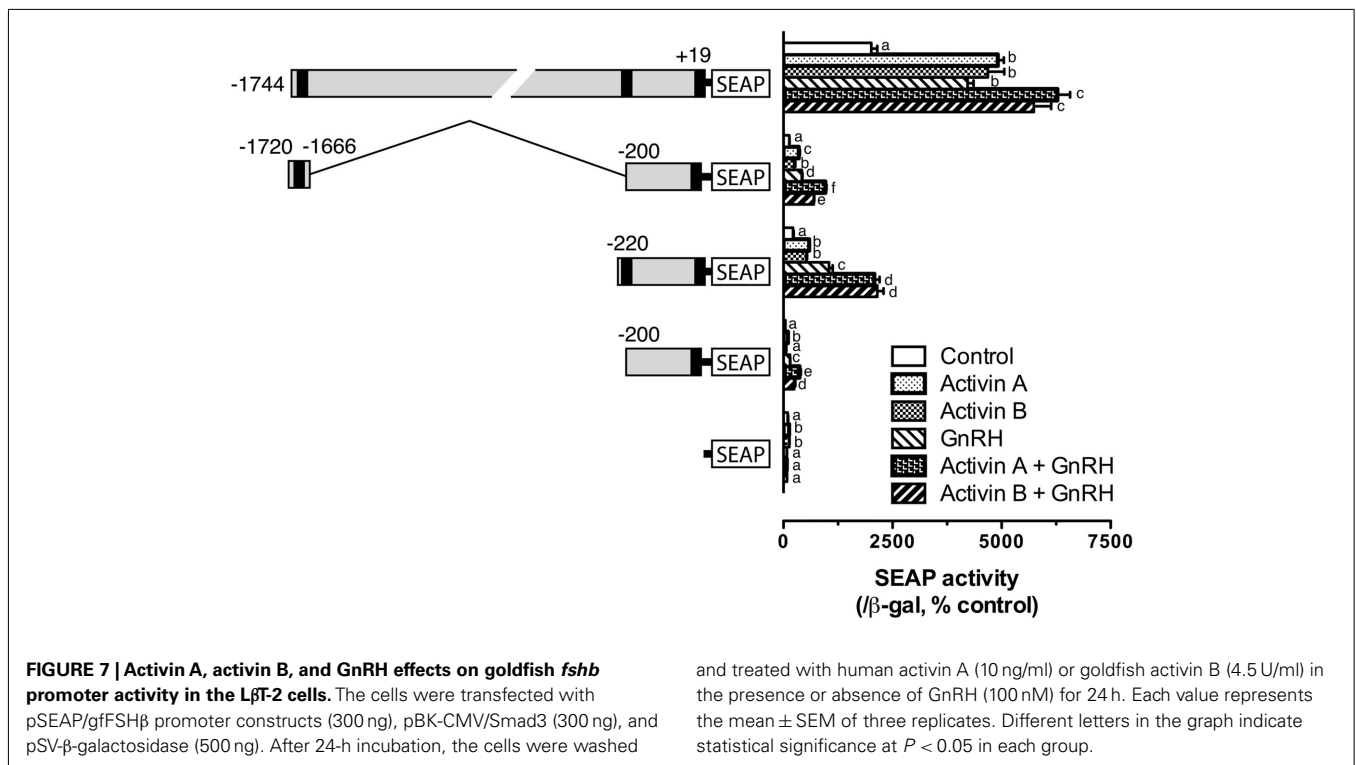 +19
-1744
SEAP
a
b
b
b
c
c
-1720 -1666
-200
SEAP
a
c
b
d
f
e
-220
SEAP
a
b
b
c
d
d
-200
SEAP
a
b
a
c
e
d
SEAP
a
b
b
a
a
a
Control
Activin A
Activin B
GnRH
Activin A + GnRH
Activin B + GnRH
0 2500 5000 7500
SEAP activity
(/β-gal, % control)
FIGURE 7 | Activin A, activin B, and GnRH effects on goldfish fshb
promoter activity in the LβT-2 cells. The cells were transfected with
pSEAP/gfFSHβ promoter constructs (300 ng), pBK-CMV/Smad3 (300 ng), and
pSV-β-galactosidase (500 ng). After 24-h incubation, the cells were washed
and treated with human activin A (10 ng/ml) or goldfish activin B (4.5 U/ml) in
the presence or absence of GnRH (100 nM) for 24 h. Each value represents
the mean ± SEM of three replicates. Different letters in the graph indicate
statistical significance at P < 0.05 in each group.